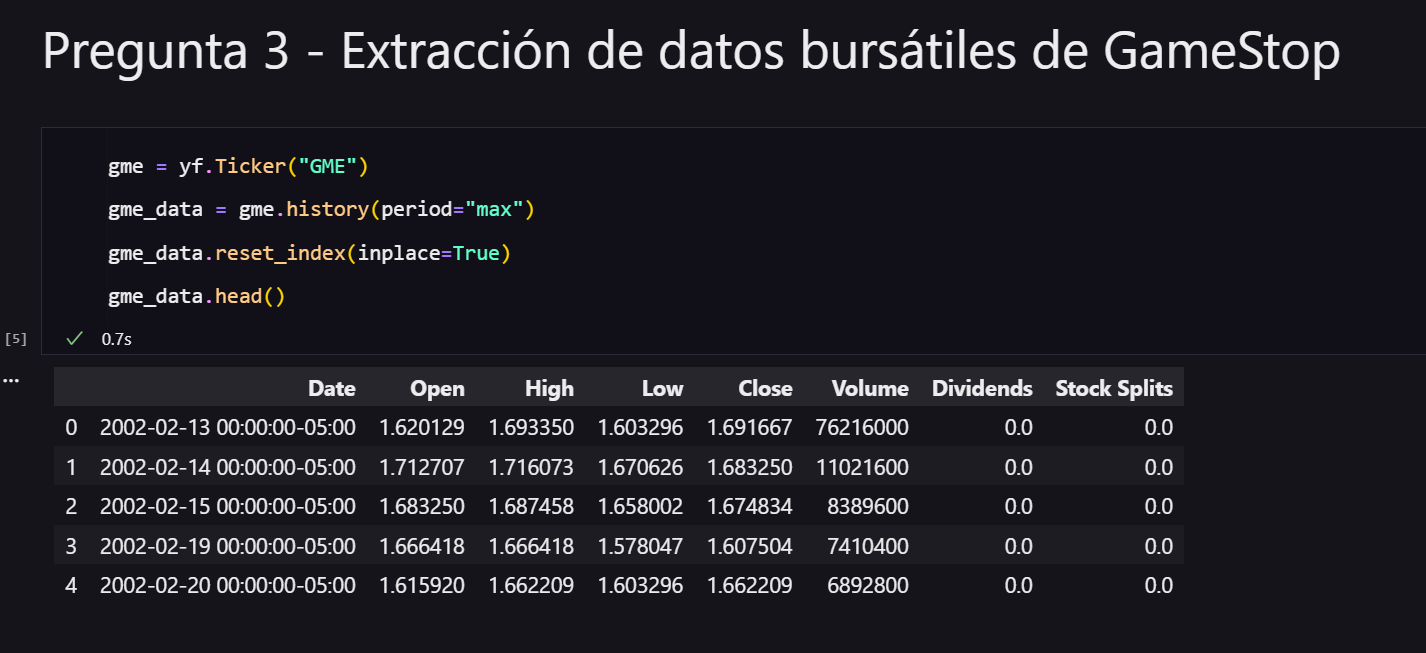 Pregunta 3 - Extracción de datos bursátiles de GameStop
gme = yf.Ticker("GME")
gme_data = gme.history(period="max")
gme_data.reset_index(inplace=True)
gme_data.head()
[5] ✓ 0.7s
...
Date Open High Low Close Volume Dividends Stock Splits
0 2002-02-13 00:00:00-05:00 1.620129 1.693350 1.603296 1.691667 76216000 0.0 0.0
1 2002-02-14 00:00:00-05:00 1.712707 1.716073 1.670626 1.683250 11021600 0.0 0.0
2 2002-02-15 00:00:00-05:00 1.683250 1.687458 1.658002 1.674834 8389600 0.0 0.0
3 2002-02-19 00:00:00-05:00 1.666418 1.666418 1.578047 1.607504 7410400 0.0 0.0
4 2002-02-20 00:00:00-05:00 1.615920 1.662209 1.603296 1.662209 6892800 0.0 0.0